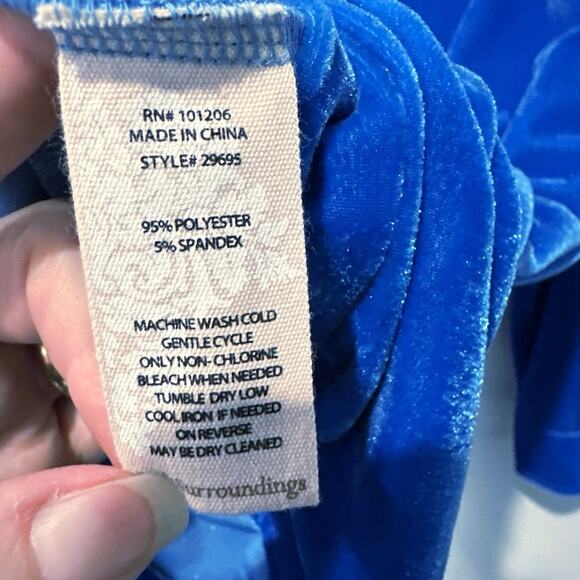 RN# 101206
MADE IN CHINA
STYLE# 29695
95% POLYESTER
5% SPANDEX
MACHINE WASH COLD
GENTLE CYCLE
ONLY NON- CHLORINE
BLEACH WHEN NEEDED
TUMBLE DRY LOW
COOL IRON IF NEEDED
ON REVERSE
MAY BE DRY CLEANED
surroundings